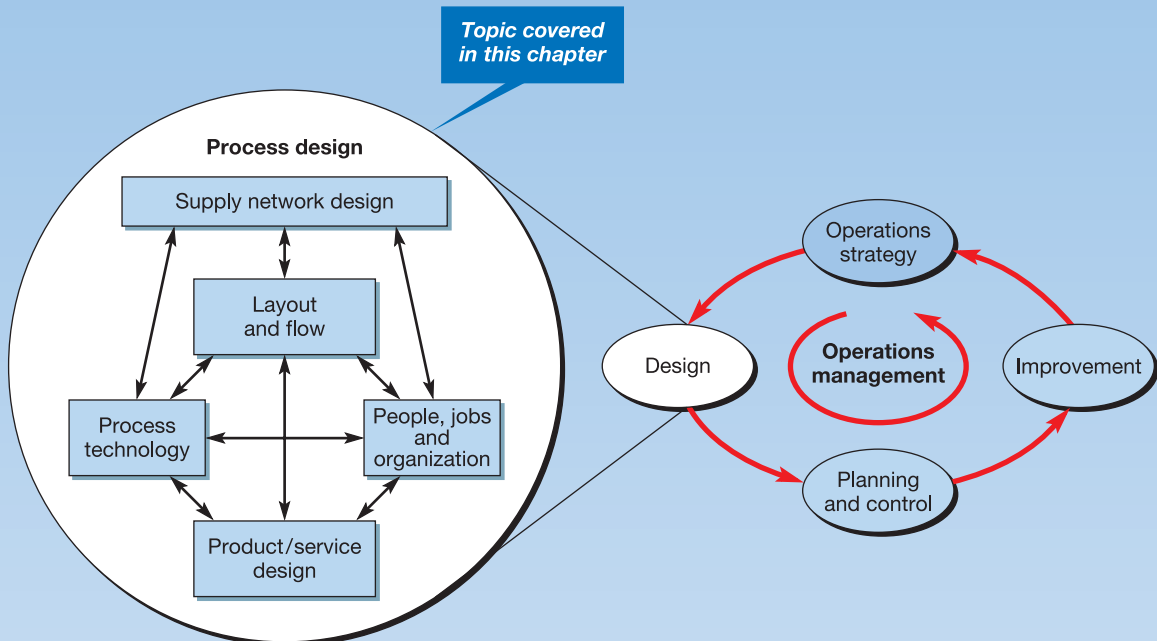 Topic covered
in this chapter
Process design
Supply network design
Layout
and flow
Process
technology
People, jobs
and
organization
Product/service
design
Operations
strategy
Design
Operations
management
Improvement
Planning
and control